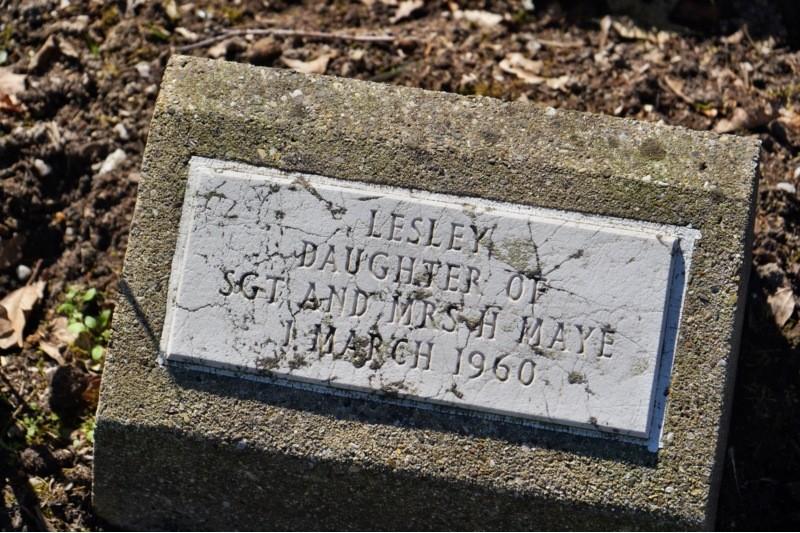 LESLEY
DAUGHTER OF
SGT AND MRS H MAYE
1 MARCH 1960